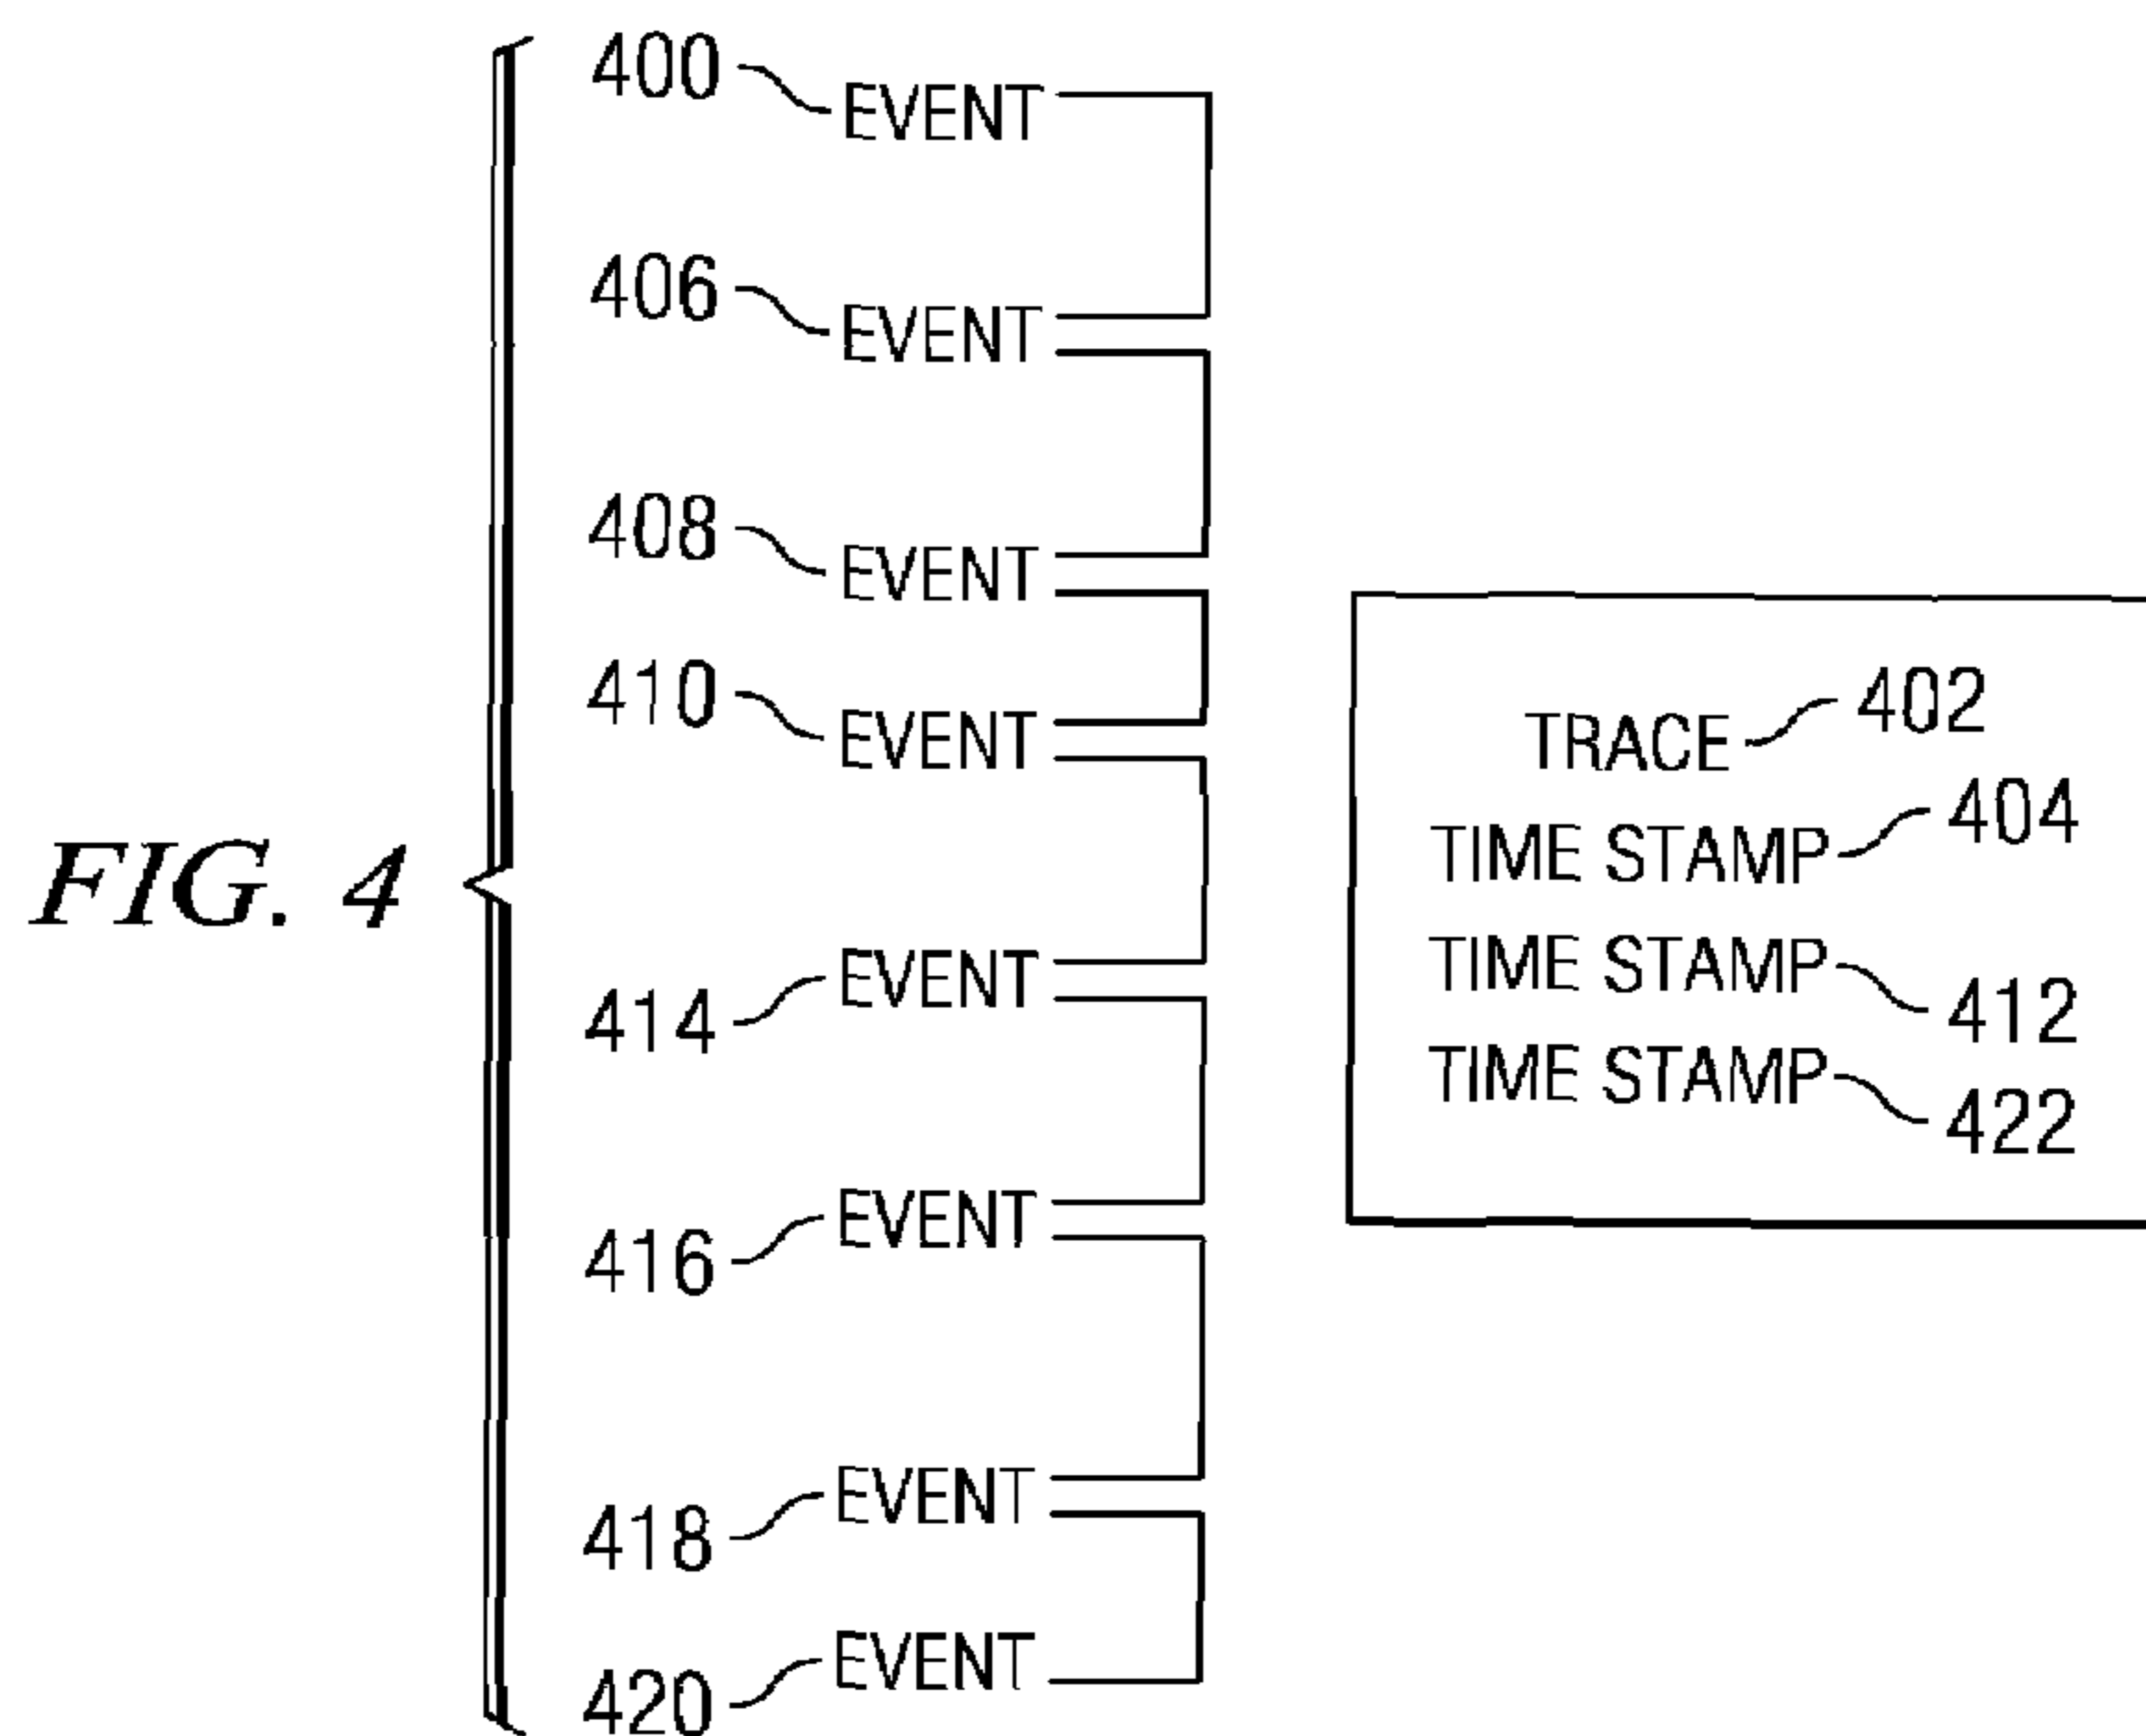 FIG. 4
400 EVENT
406 EVENT
408 EVENT
410 EVENT
414 EVENT
416 EVENT
418 EVENT
420 EVENT
TRACE 402
TIME STAMP 404
TIME STAMP 412
TIME STAMP 422